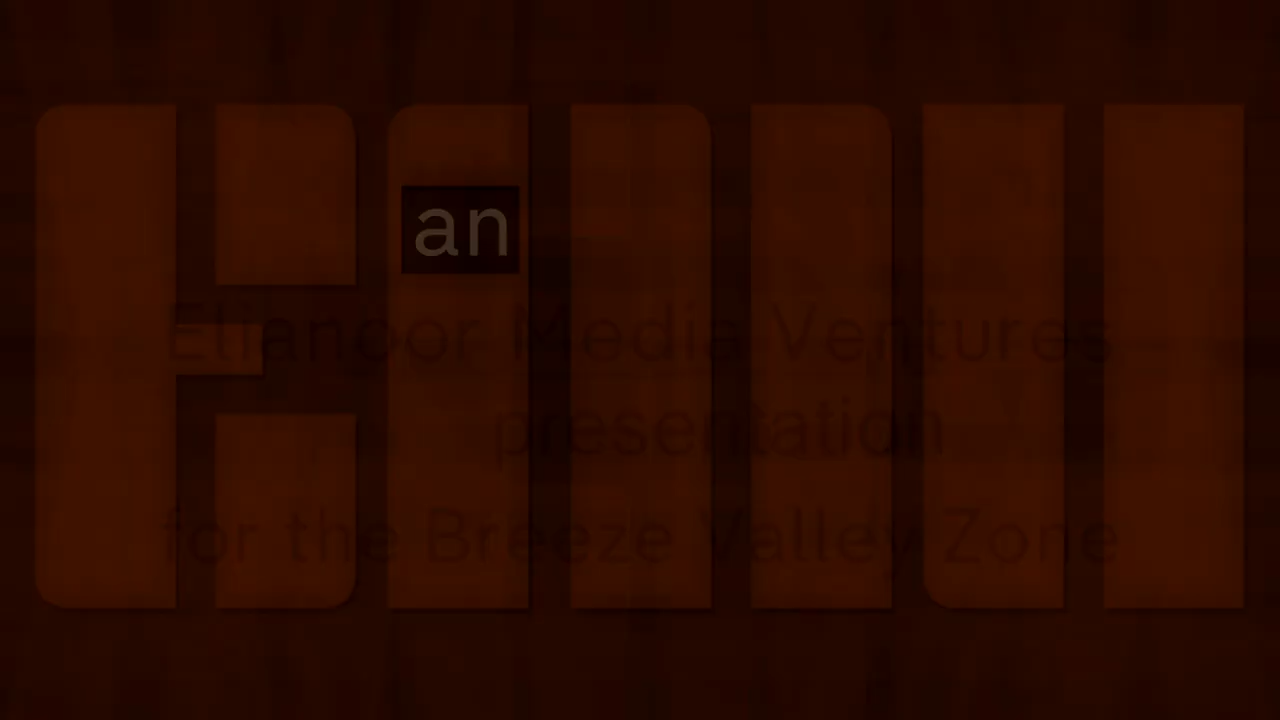 an
Elianoor Media Ventures
presentation
for the Breeze Valley Zone